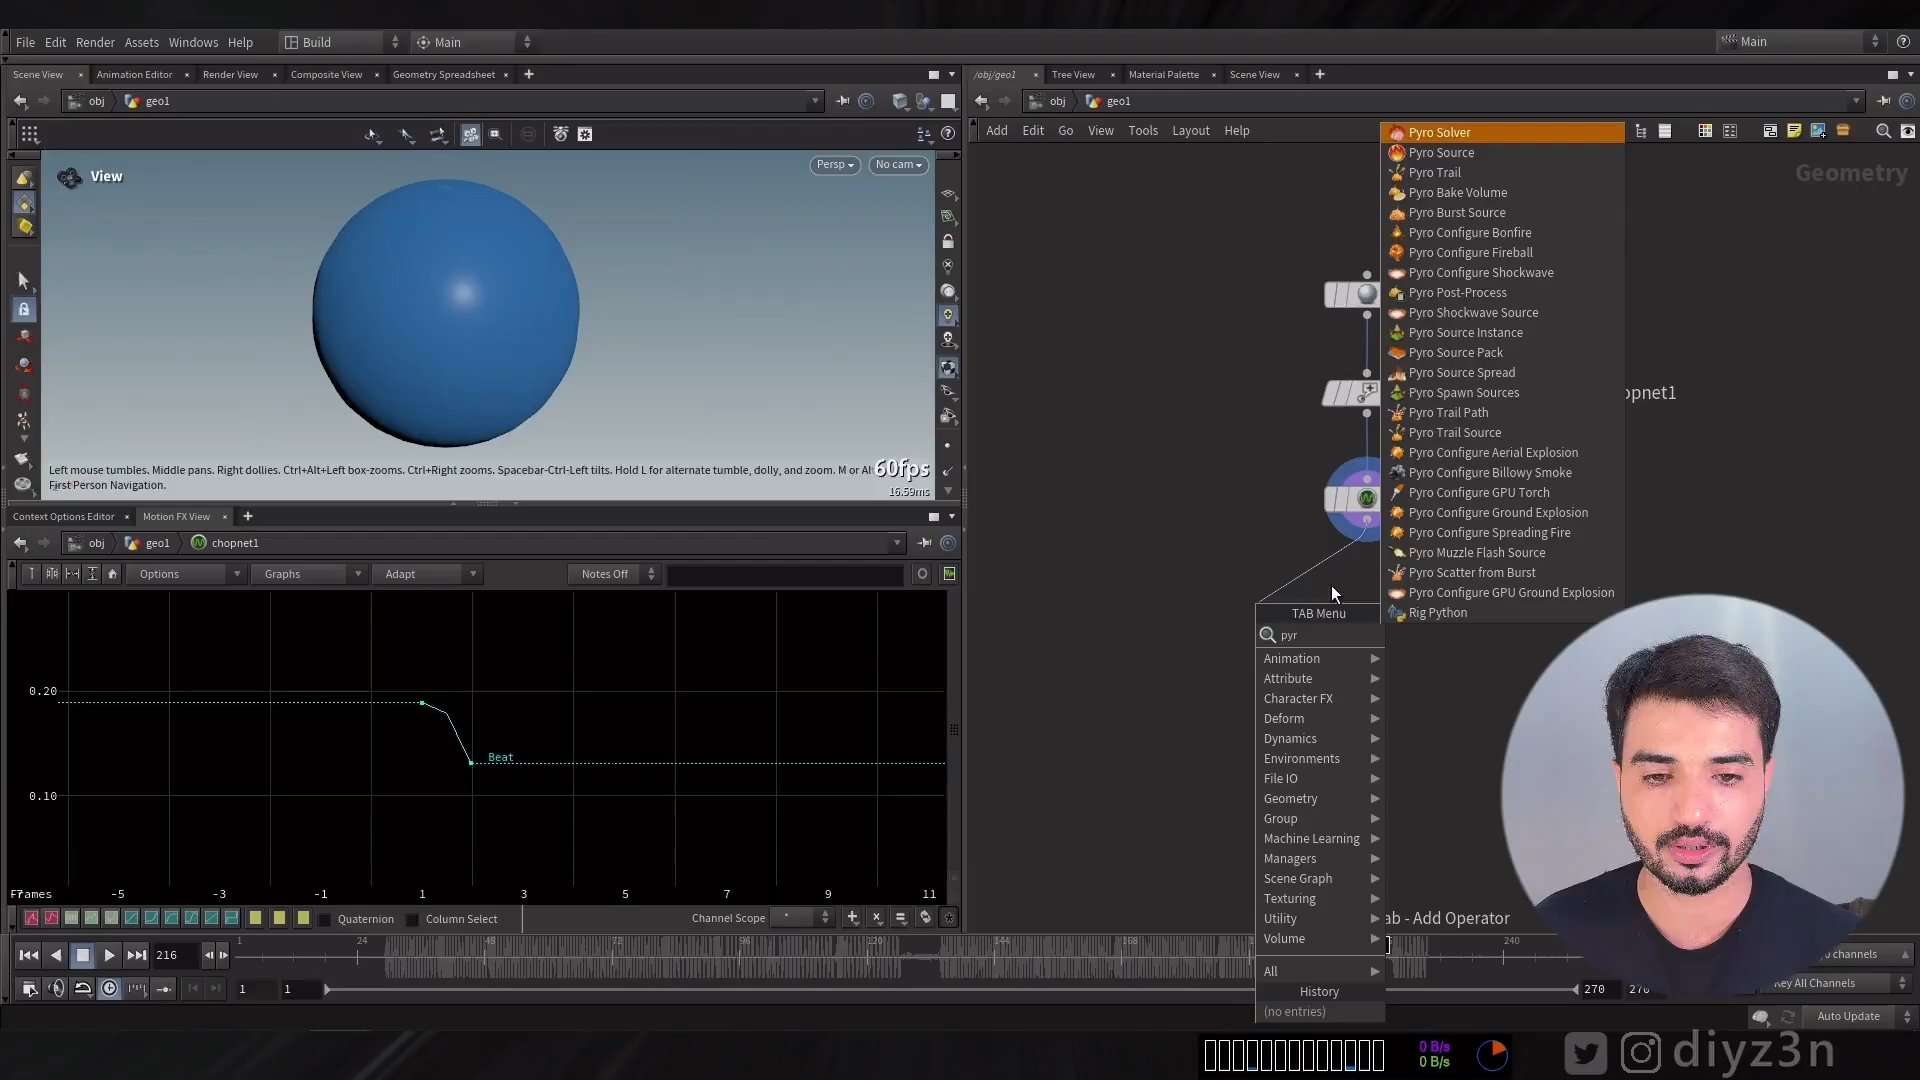 File Edit Render Assets Windows Help Build Main Main
Scene View Animation Editor Render View Composite View Geometry Spreadsheet
obj geo1
View
Persp No cam
Left mouse tumbles. Middle pans. Right dollies. Ctrl+Alt+Left box-zooms. Ctrl+Right zooms. Spacebar-Ctrl-Left tilts. Hold L for alternate tumble, dolly, and zoom. M or Al
First Person Navigation.
60fps
16.59ms
Context Options Editor Motion FX View
obj geo1 chopnet1
Options Graphs Adapt Notes Off
0.20
Beat
0.10
Frames -5 -3 -1 1 3 5 7 9 11
Quaternion Column Select Channel Scope *
/obj/geo1 Tree View Material Palette Scene View
obj geo1
Add Edit Go View Tools Layout Help
Geometry
opnet1
Pyro Solver
Pyro Source
Pyro Trail
Pyro Bake Volume
Pyro Burst Source
Pyro Configure Bonfire
Pyro Configure Fireball
Pyro Configure Shockwave
Pyro Post-Process
Pyro Shockwave Source
Pyro Source Instance
Pyro Source Pack
Pyro Source Spread
Pyro Spawn Sources
Pyro Trail Path
Pyro Trail Source
Pyro Configure Aerial Explosion
Pyro Configure Billowy Smoke
Pyro Configure GPU Torch
Pyro Configure Ground Explosion
Pyro Configure Spreading Fire
Pyro Muzzle Flash Source
Pyro Scatter from Burst
Pyro Configure GPU Ground Explosion
Rig Python
TAB Menu
pyr
Animation
Attribute
Character FX
Deform
Dynamics
Environments
File IO
Geometry
Group
Machine Learning
Managers
Scene Graph
Texturing
Utility
Volume
All
History
(no entries)
ab - Add Operator
216 1 24 48 72 96 120 144 168 240
channels
1 1 270
Key All Channels
Auto Update
0 B/s
0 B/s
diyz3n